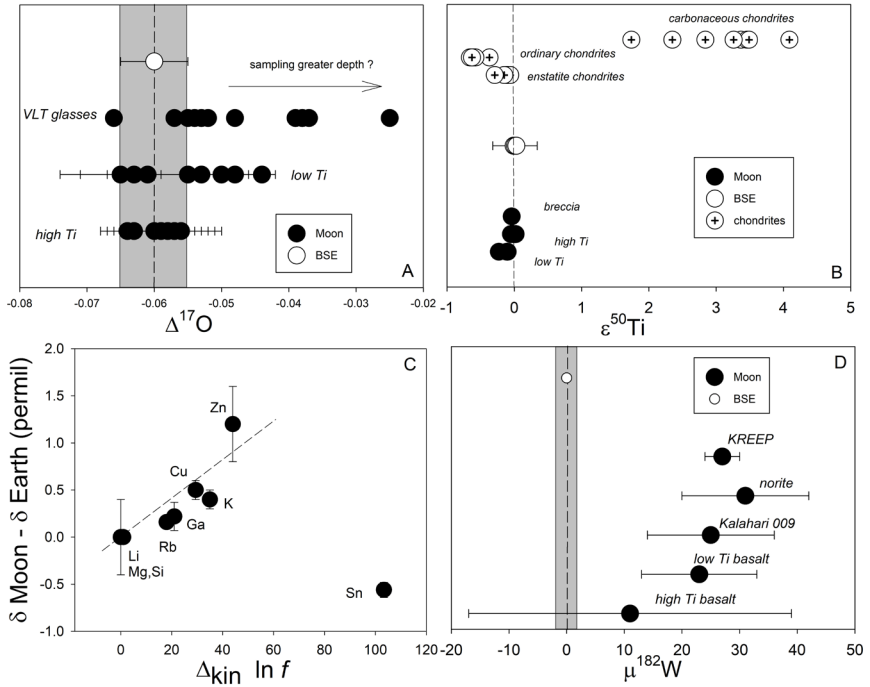 sampling greater depth ?
VLT glasses
low Ti
high Ti
Moon
BSE
A
-0.08 -0.07 -0.06 -0.05 -0.04 -0.03 -0.02
Δ17O
carbonaceous chondrites
ordinary chondrites
enstatite chondrites
Moon
BSE
chondrites
breccia
high Ti
low Ti
B
-1 0 1 2 3 4 5
ε50Ti
δ Moon - δ Earth (permil)
2.0
1.5
1.0
0.5
0.0
-0.5
-1.0
C
Zn
Cu
K
Ga
Rb
Li
Mg,Si
Sn
0 20 40 60 80 100 120
Δkin ln f
D
Moon
BSE
KREEP
norite
Kalahari 009
low Ti basalt
high Ti basalt
-20 -10 0 10 20 30 40 50
μ182W